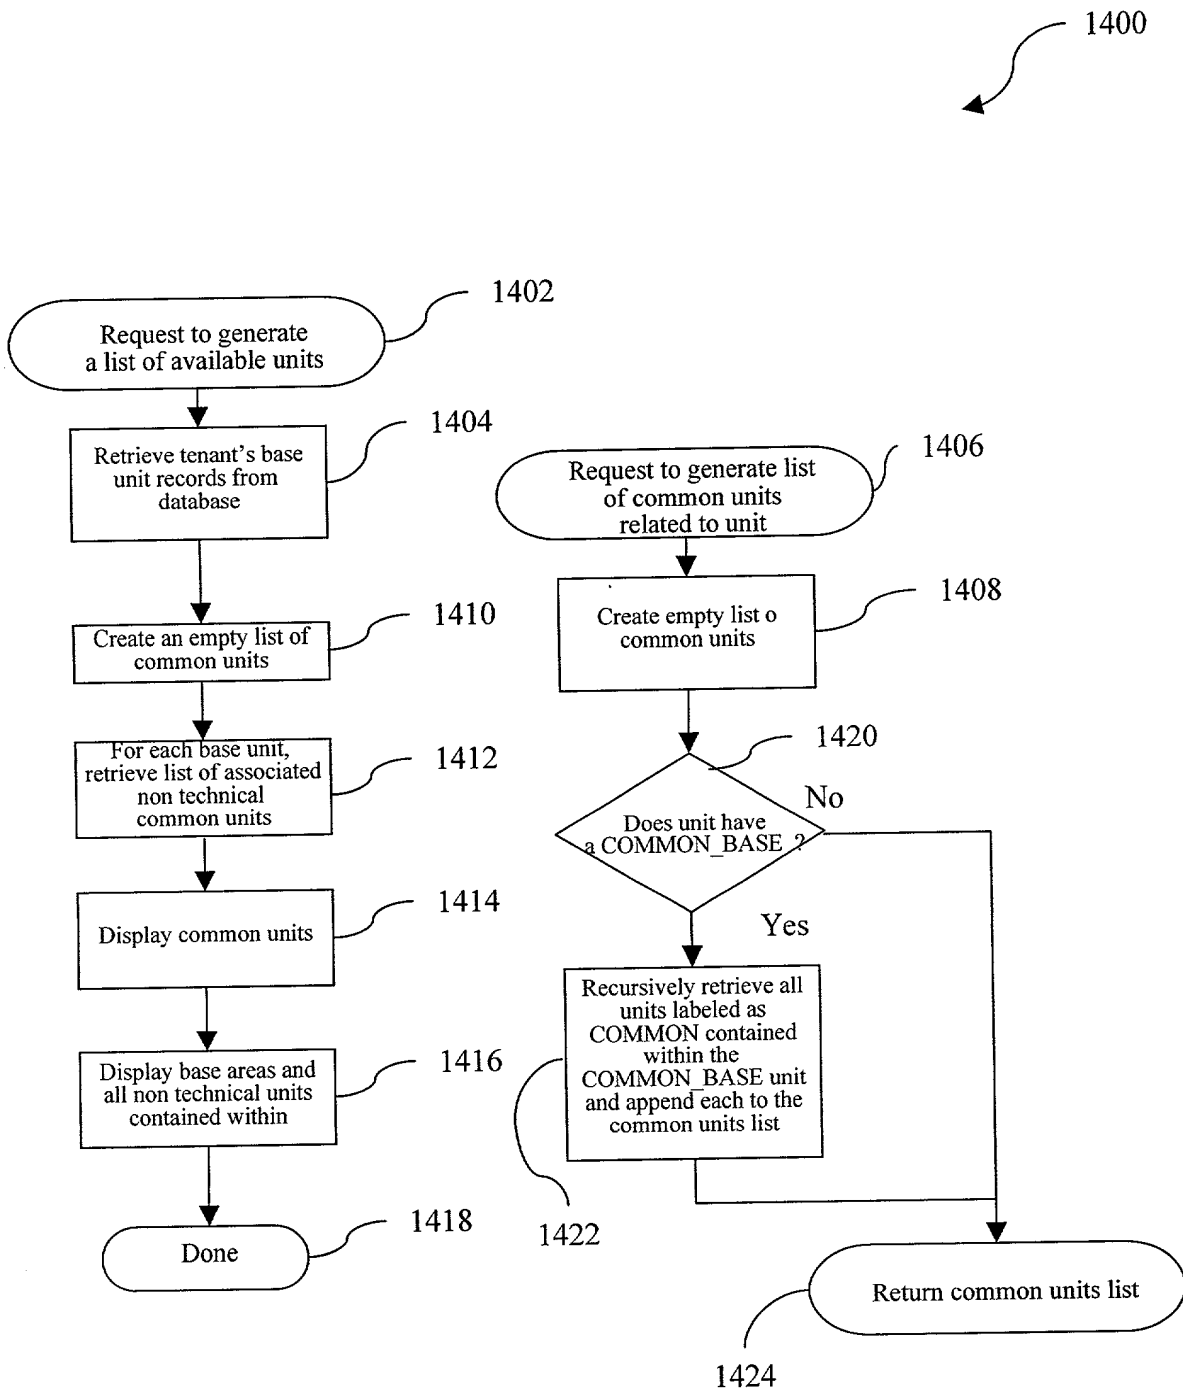 1400
1402
Request to generate
a list of available units
1404
Retrieve tenant's base
unit records from
database
1410
Create an empty list of
common units
1412
For each base unit,
retrieve list of associated
non technical
common units
1414
Display common units
1416
Display base areas and
all non technical units
contained within
1418
Done
1406
Request to generate list
of common units
related to unit
1408
Create empty list o
common units
1420
Does unit have
a COMMON_BASE ?
No
Yes
Recursively retrieve all
units labeled as
COMMON contained
within the
COMMON_BASE unit
and append each to the
common units list
1422
Return common units list
1424